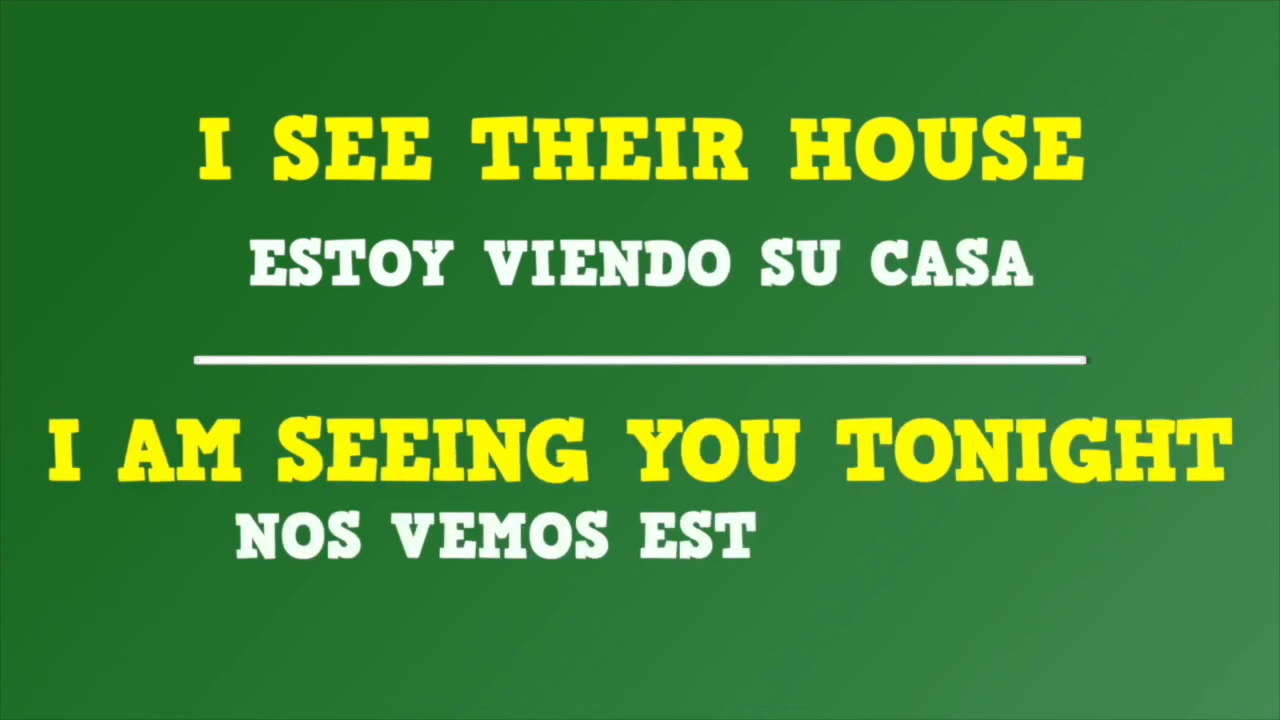 I SEE THEIR HOUSE
ESTOY VIENDO SU CASA
I AM SEEING YOU TONIGHT
NOS VEMOS EST